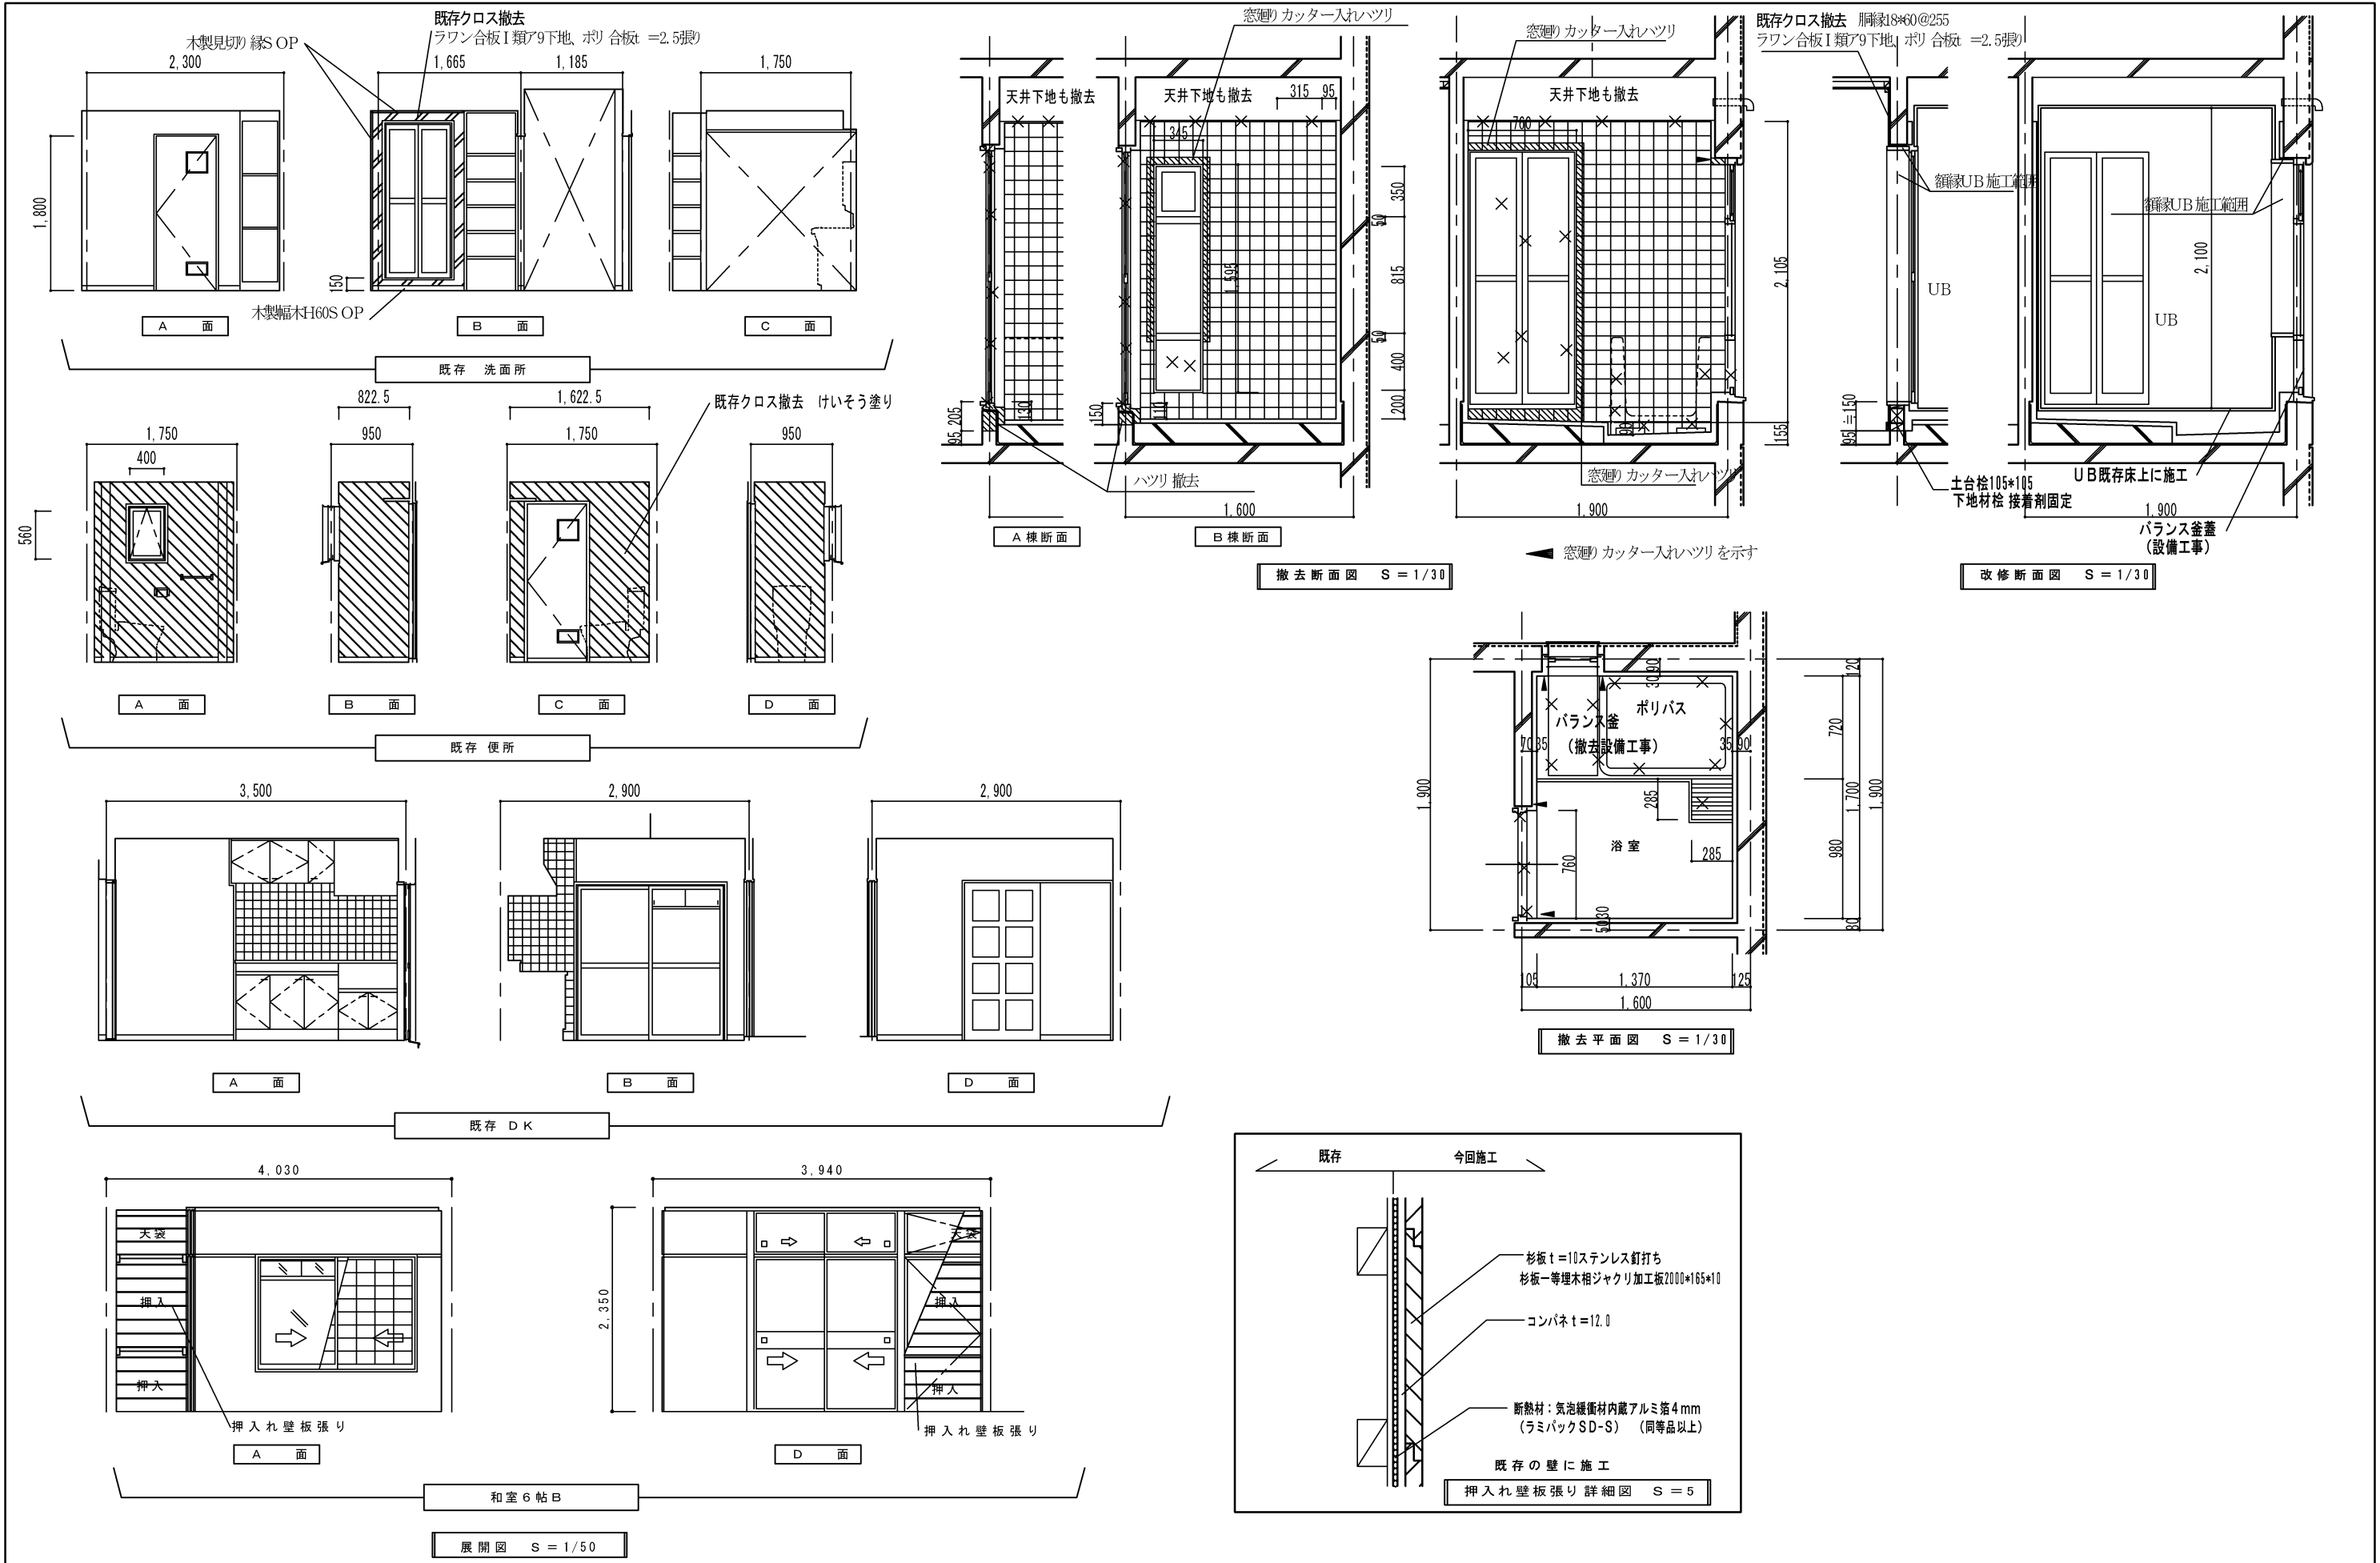 既存クロス撤去
ラワン合板Ⅰ類ア9下地、ポリ合板t=2.5張り
木製見切り縁SOP
2,300
1,665
1,185
1,750
1,800
150
木製幅木H60SOP
A 面
B 面
C 面
既存 洗面所
822.5
1,622.5
既存クロス撤去 けいそう塗り
1,750
950
1,750
950
400
560
A 面
B 面
C 面
D 面
既存 便所
3,500
2,900
2,900
A 面
B 面
D 面
既存 DK
4,030
3,940
2,350
天袋
押入
押入
天袋
押入
押入
押入れ壁板張り
押入れ壁板張り
A 面
D 面
和室6帖B
展開図 S=1/50
窓廻りカッター入れハツリ
窓廻りカッター入れハツリ
天井下地も撤去
天井下地も撤去
天井下地も撤去
315
95
345
760
350
50
815
50
400
200
1,595
205
95
130
150
110
2,105
155
ハツリ撤去
窓廻りカッター入れハツリ
1,600
1,900
A棟断面
B棟断面
窓廻りカッター入れハツリを示す
撤去断面図 S=1/30
既存クロス撤去 胴縁18*60@255
ラワン合板Ⅰ類ア9下地、ポリ合板t=2.5張り
額縁UB施工範囲
額縁UB施工範囲
2,100
UB
UB
95
=150
土台桧105*105
下地材桧 接着剤固定
UB既存床上に施工
1,900
バランス釜蓋
(設備工事)
改修断面図 S=1/30
3090
120
バランス釜
(撤去設備工事)
ポリバス
7035
3590
720
1,900
1,700
1,900
285
285
浴室
760
980
5030
80
105
1,370
125
1,600
撤去平面図 S=1/30
既存
今回施工
杉板t=10ステンレス釘打ち
杉板一等埋木相ジャクリ加工板2000*165*10
コンパネt=12.0
断熱材:気泡緩衝材内蔵アルミ箔4mm
(ラミパックSD-S) (同等品以上)
既存の壁に施工
押入れ壁板張り詳細図 S=5